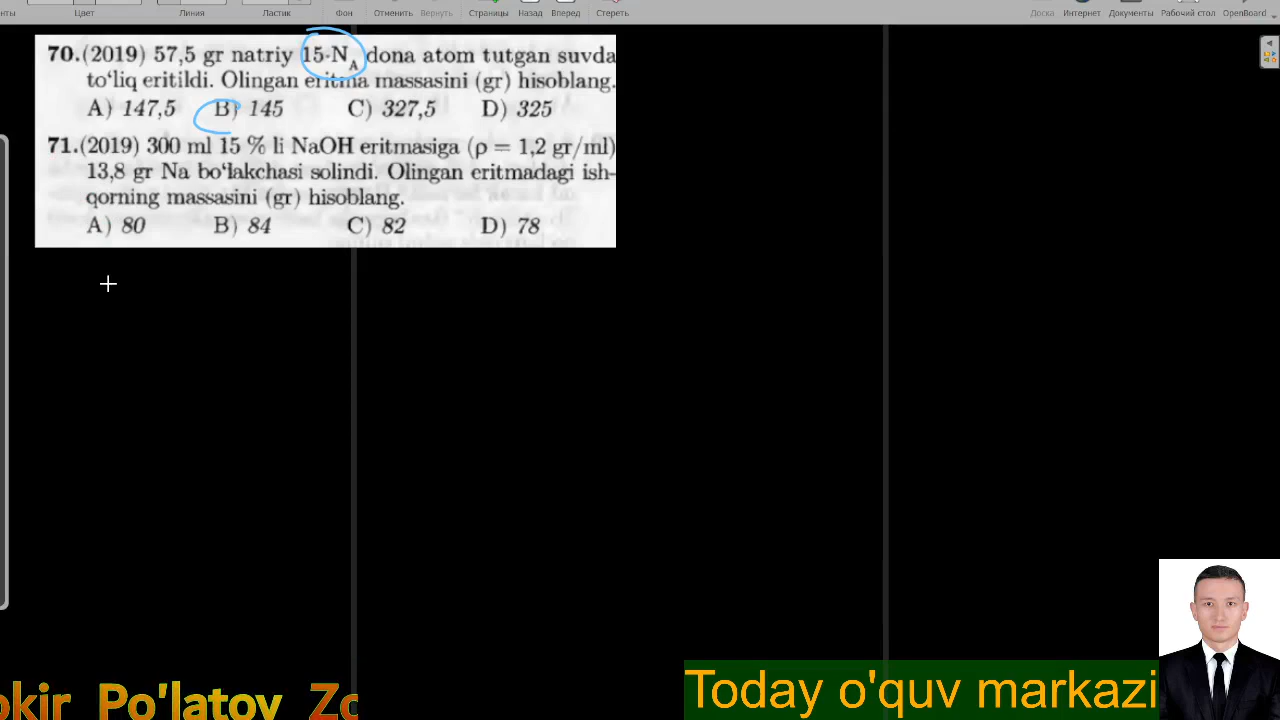 нты
Цвет
Линия
Ластик
Фон
Отменить
Вернуть
Страницы
Назад
Вперед
Стереть
Доска
Интернет
Документы
Рабочий стол
OpenBoard
70.(2019) 57,5 gr natriy 15·N_A dona atom tutgan suvda
to'liq eritildi. Olingan eritma massasini (gr) hisoblang.
A) 147,5 B) 145 C) 327,5 D) 325
71.(2019) 300 ml 15 % li NaOH eritmasiga (ρ = 1,2 gr/ml)
13,8 gr Na bo'lakchasi solindi. Olingan eritmadagi ish-
qorning massasini (gr) hisoblang.
A) 80 B) 84 C) 82 D) 78
okir Po'latov Zo
Today o'quv markazi